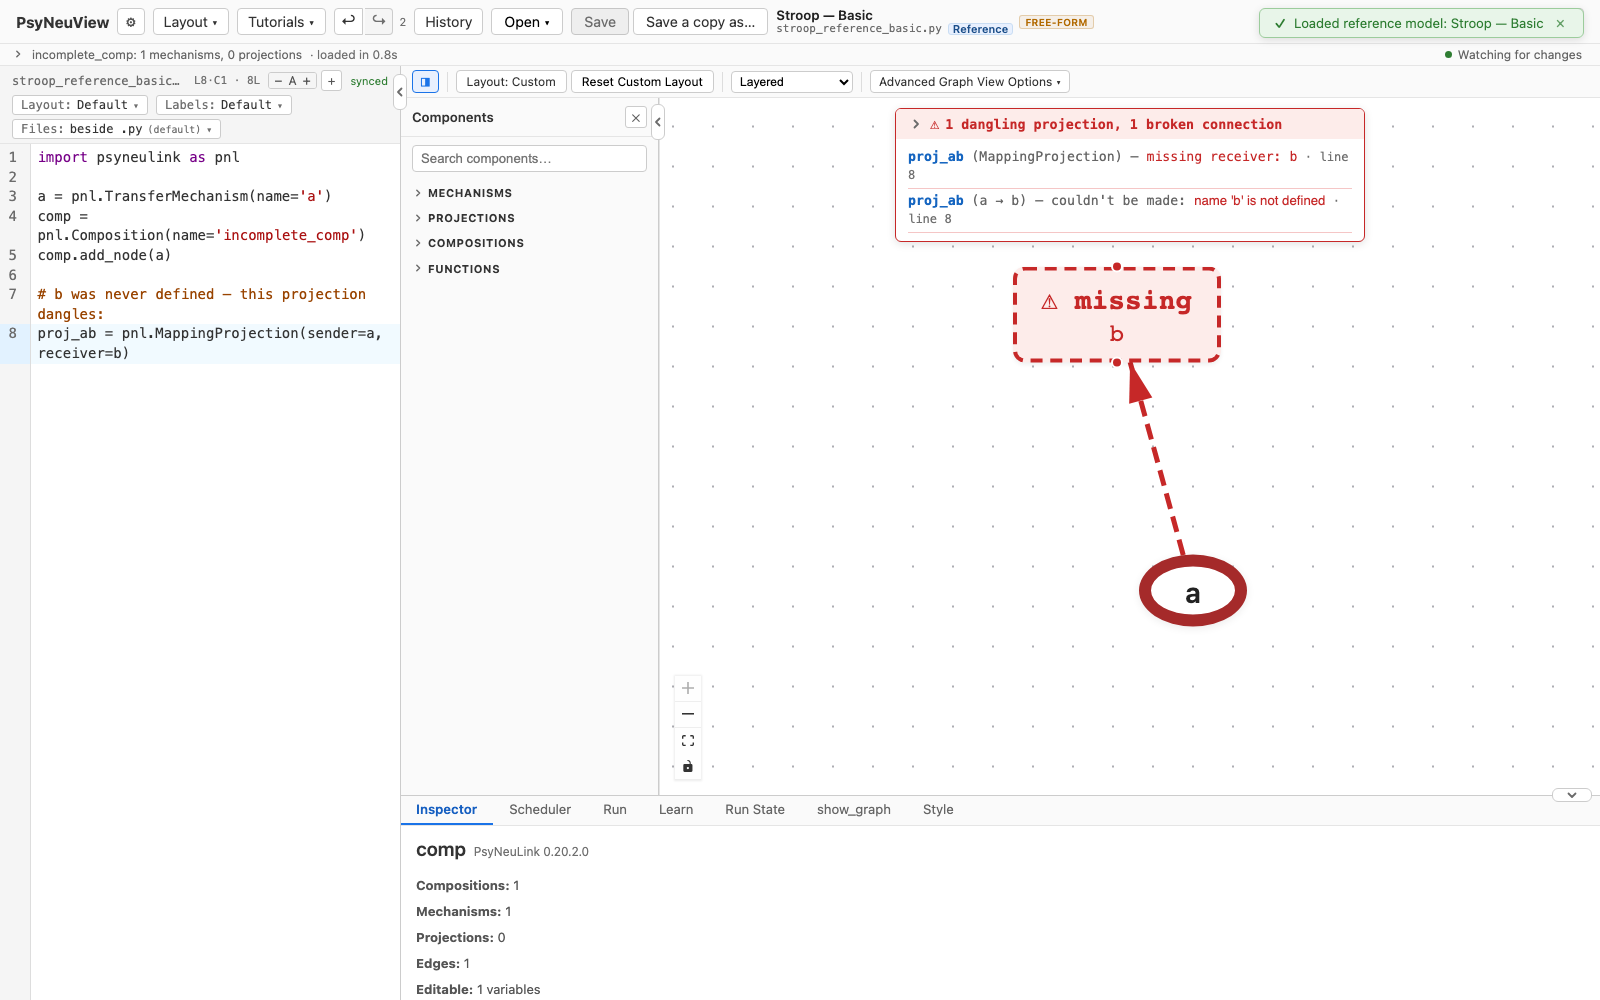 PsyNeuView ⚙ Layout ▾ Tutorials ▾ ↩ ↪ 2 History Open ▾ Save Save a copy as...
Stroop — Basic
stroop_reference_basic.py Reference FREE-FORM
✓ Loaded reference model: Stroop — Basic ×
incomplete_comp: 1 mechanisms, 0 projections · loaded in 0.8s
Watching for changes
stroop_reference_basic… L8·C1 · 8L − A + + synced
Layout: Default ▾ Labels: Default ▾
Files: beside .py (default) ▾
1 import psyneulink as pnl
2
3 a = pnl.TransferMechanism(name='a')
4 comp =
pnl.Composition(name='incomplete_comp')
5 comp.add_node(a)
6
7 # b was never defined — this projection
dangles:
8 proj_ab = pnl.MappingProjection(sender=a,
receiver=b)
Layout: Custom Reset Custom Layout Layered Advanced Graph View Options ▾
Components ×
Search components...
MECHANISMS
PROJECTIONS
COMPOSITIONS
FUNCTIONS
⚠ 1 dangling projection, 1 broken connection
proj_ab (MappingProjection) — missing receiver: b · line
8
proj_ab (a → b) — couldn't be made: name 'b' is not defined ·
line 8
⚠ missing
b
a
Inspector Scheduler Run Learn Run State show_graph Style
comp PsyNeuLink 0.20.2.0
Compositions: 1
Mechanisms: 1
Projections: 0
Edges: 1
Editable: 1 variables